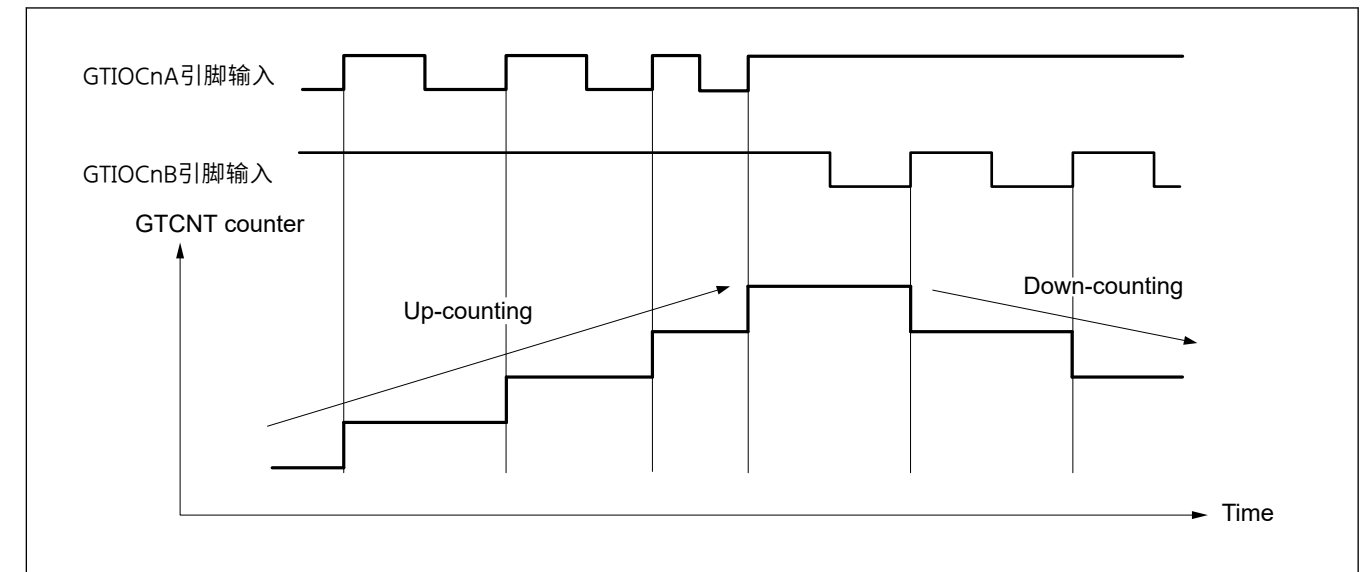 GTIOCnA引脚输入
GTIOCnB引脚输入
GTCNT counter
Up-counting
Down-counting
Time